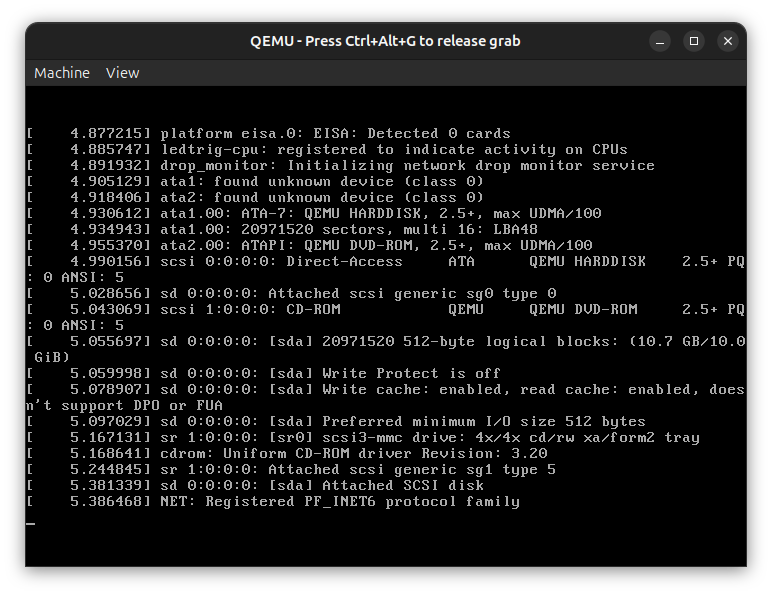 QEMU - Press Ctrl+Alt+G to release grab
Machine View
[    4.877215] platform eisa.0: EISA: Detected 0 cards
[    4.885747] ledtrig-cpu: registered to indicate activity on CPUs
[    4.891932] drop_monitor: Initializing network drop monitor service
[    4.905129] ata1: found unknown device (class 0)
[    4.918406] ata2: found unknown device (class 0)
[    4.930612] ata1.00: ATA-7: QEMU HARDDISK, 2.5+, max UDMA/100
[    4.934943] ata1.00: 20971520 sectors, multi 16: LBA48
[    4.955370] ata2.00: ATAPI: QEMU DVD-ROM, 2.5+, max UDMA/100
[    4.990156] scsi 0:0:0:0: Direct-Access     ATA      QEMU HARDDISK    2.5+ PQ
: 0 ANSI: 5
[    5.028656] sd 0:0:0:0: Attached scsi generic sg0 type 0
[    5.043069] scsi 1:0:0:0: CD-ROM            QEMU     QEMU DVD-ROM     2.5+ PQ
: 0 ANSI: 5
[    5.055697] sd 0:0:0:0: [sda] 20971520 512-byte logical blocks: (10.7 GB/10.0
 GiB)
[    5.059998] sd 0:0:0:0: [sda] Write Protect is off
[    5.078907] sd 0:0:0:0: [sda] Write cache: enabled, read cache: enabled, does
n't support DPO or FUA
[    5.097029] sd 0:0:0:0: [sda] Preferred minimum I/O size 512 bytes
[    5.167131] sr 1:0:0:0: [sr0] scsi3-mmc drive: 4x/4x cd/rw xa/form2 tray
[    5.168641] cdrom: Uniform CD-ROM driver Revision: 3.20
[    5.244845] sr 1:0:0:0: Attached scsi generic sg1 type 5
[    5.381339] sd 0:0:0:0: [sda] Attached SCSI disk
[    5.386468] NET: Registered PF_INET6 protocol family